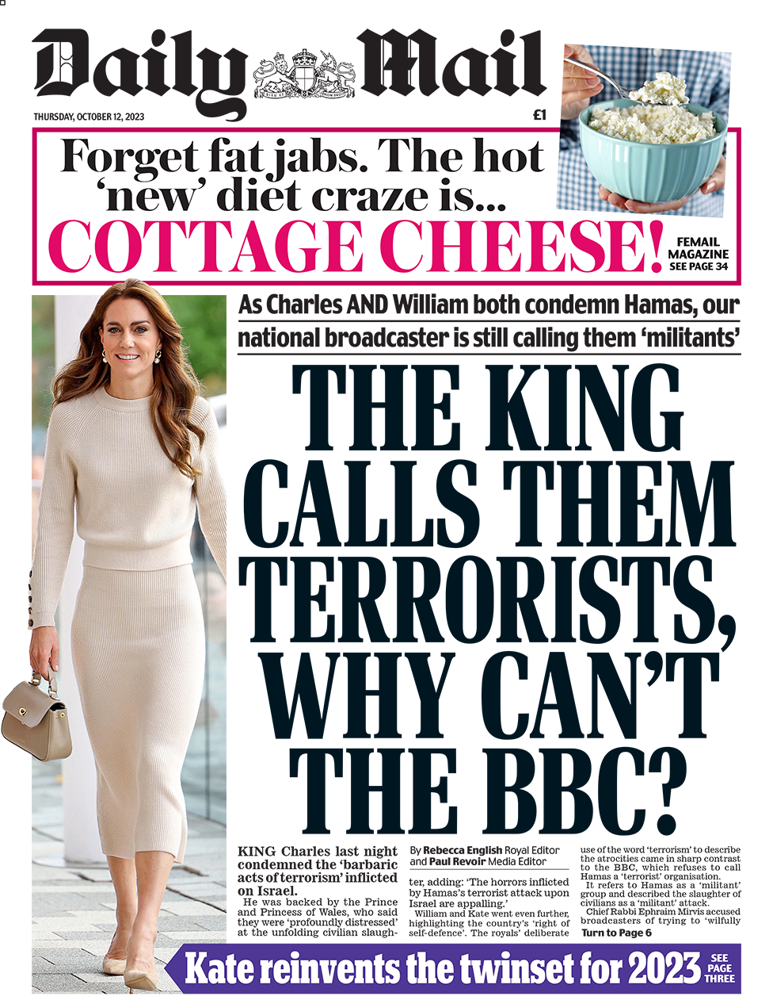 Daily Mail
THURSDAY, OCTOBER 12, 2023
£1
Forget fat jabs. The hot
‘new’ diet craze is...
COTTAGE CHEESE!
FEMAIL
MAGAZINE
SEE PAGE 34
As Charles AND William both condemn Hamas, our
national broadcaster is still calling them ‘militants’
THE KING
CALLS THEM
TERRORISTS,
WHY CAN’T
THE BBC?
KING Charles last night
condemned the ‘barbaric
acts of terrorism’ inflicted
on Israel.
He was backed by the Prince
and Princess of Wales, who said
they were ‘profoundly distressed’
at the unfolding civilian slaugh-
By Rebecca English Royal Editor
and Paul Revoir Media Editor
ter, adding: ‘The horrors inflicted
by Hamas’s terrorist attack upon
Israel are appalling.’
William and Kate went even further,
highlighting the country’s ‘right of
self-defence’. The royals’ deliberate
use of the word ‘terrorism’ to describe
the atrocities came in sharp contrast
to the BBC, which refuses to call
Hamas a ‘terrorist’ organisation.
It refers to Hamas as a ‘militant’
group and described the slaughter of
civilians as a ‘militant’ attack.
Chief Rabbi Ephraim Mirvis accused
broadcasters of trying to ‘wilfully
Turn to Page 6
Kate reinvents the twinset for 2023
SEE
PAGE
THREE